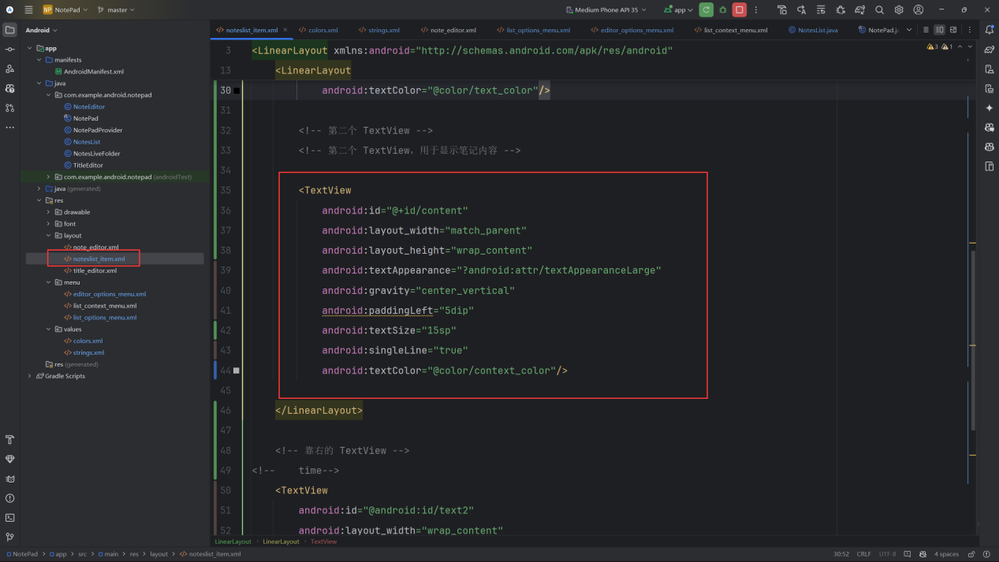 NP NotePad
master
Medium Phone API 35
app
Android
app
manifests
AndroidManifest.xml
java
com.example.android.notepad
NoteEditor
NotePad
NotePadProvider
NotesList
NotesLiveFolder
TitleEditor
com.example.android.notepad (androidTest)
java (generated)
res
drawable
font
layout
note_editor.xml
noteslist_item.xml
title_editor.xml
menu
editor_options_menu.xml
list_context_menu.xml
list_options_menu.xml
values
colors.xml
strings.xml
res (generated)
Gradle Scripts
noteslist_item.xml
colors.xml
strings.xml
note_editor.xml
list_options_menu.xml
editor_options_menu.xml
list_context_menu.xml
NotesList.java
NotePad.j
3 1
3 <LinearLayout xmlns:android="http://schemas.android.com/apk/res/android"
13 <LinearLayout
30 android:textColor="@color/text_color"/>
31
32 <!-- 第二个 TextView -->
33 <!-- 第二个 TextView，用于显示笔记内容 -->
34
35 <TextView
36 android:id="@+id/content"
37 android:layout_width="match_parent"
38 android:layout_height="wrap_content"
39 android:textAppearance="?android:attr/textAppearanceLarge"
40 android:gravity="center_vertical"
41 android:paddingLeft="5dip"
42 android:textSize="15sp"
43 android:singleLine="true"
44 android:textColor="@color/context_color"/>
45
46 </LinearLayout>
47
48 <!-- 靠右的 TextView -->
49 <!-- time-->
50 <TextView
51 android:id="@android:id/text2"
52 android:layout_width="wrap_content"
LinearLayout › LinearLayout › TextView
NotePad › app › src › main › res › layout › noteslist_item.xml
30:52 CRLF UTF-8 4 spaces